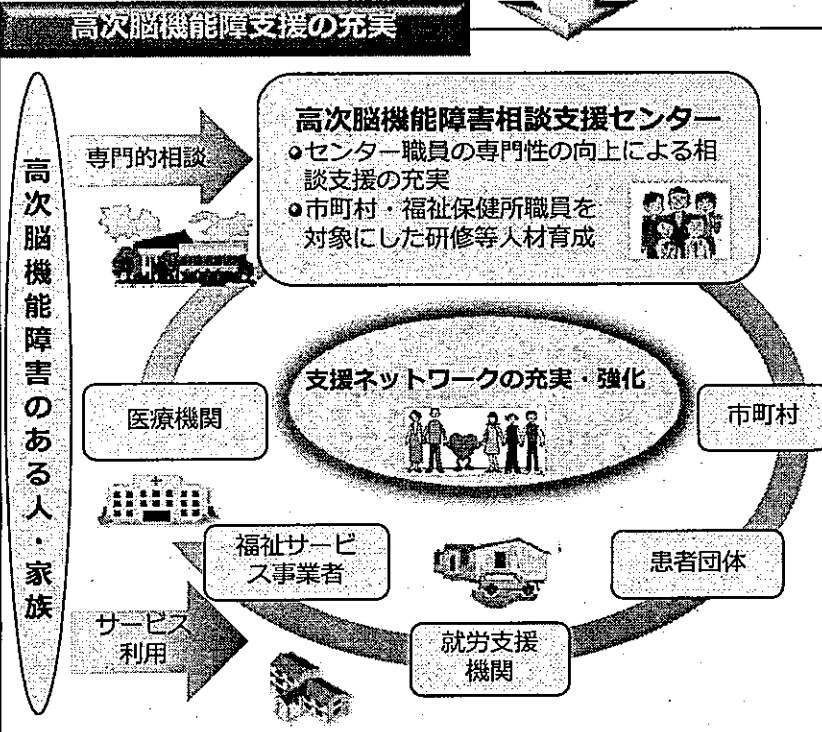 高次脳機能障支援の充実
高次脳機能障害のある人・家族
専門的相談
高次脳機能障害相談支援センター
●センター職員の専門性の向上による相
談支援の充実
●市町村・福祉保健所職員を
対象にした研修等人材育成
支援ネットワークの充実・強化
医療機関
市町村
福祉サービ
ス事業者
患者団体
サービス
利用
就労支援
機関